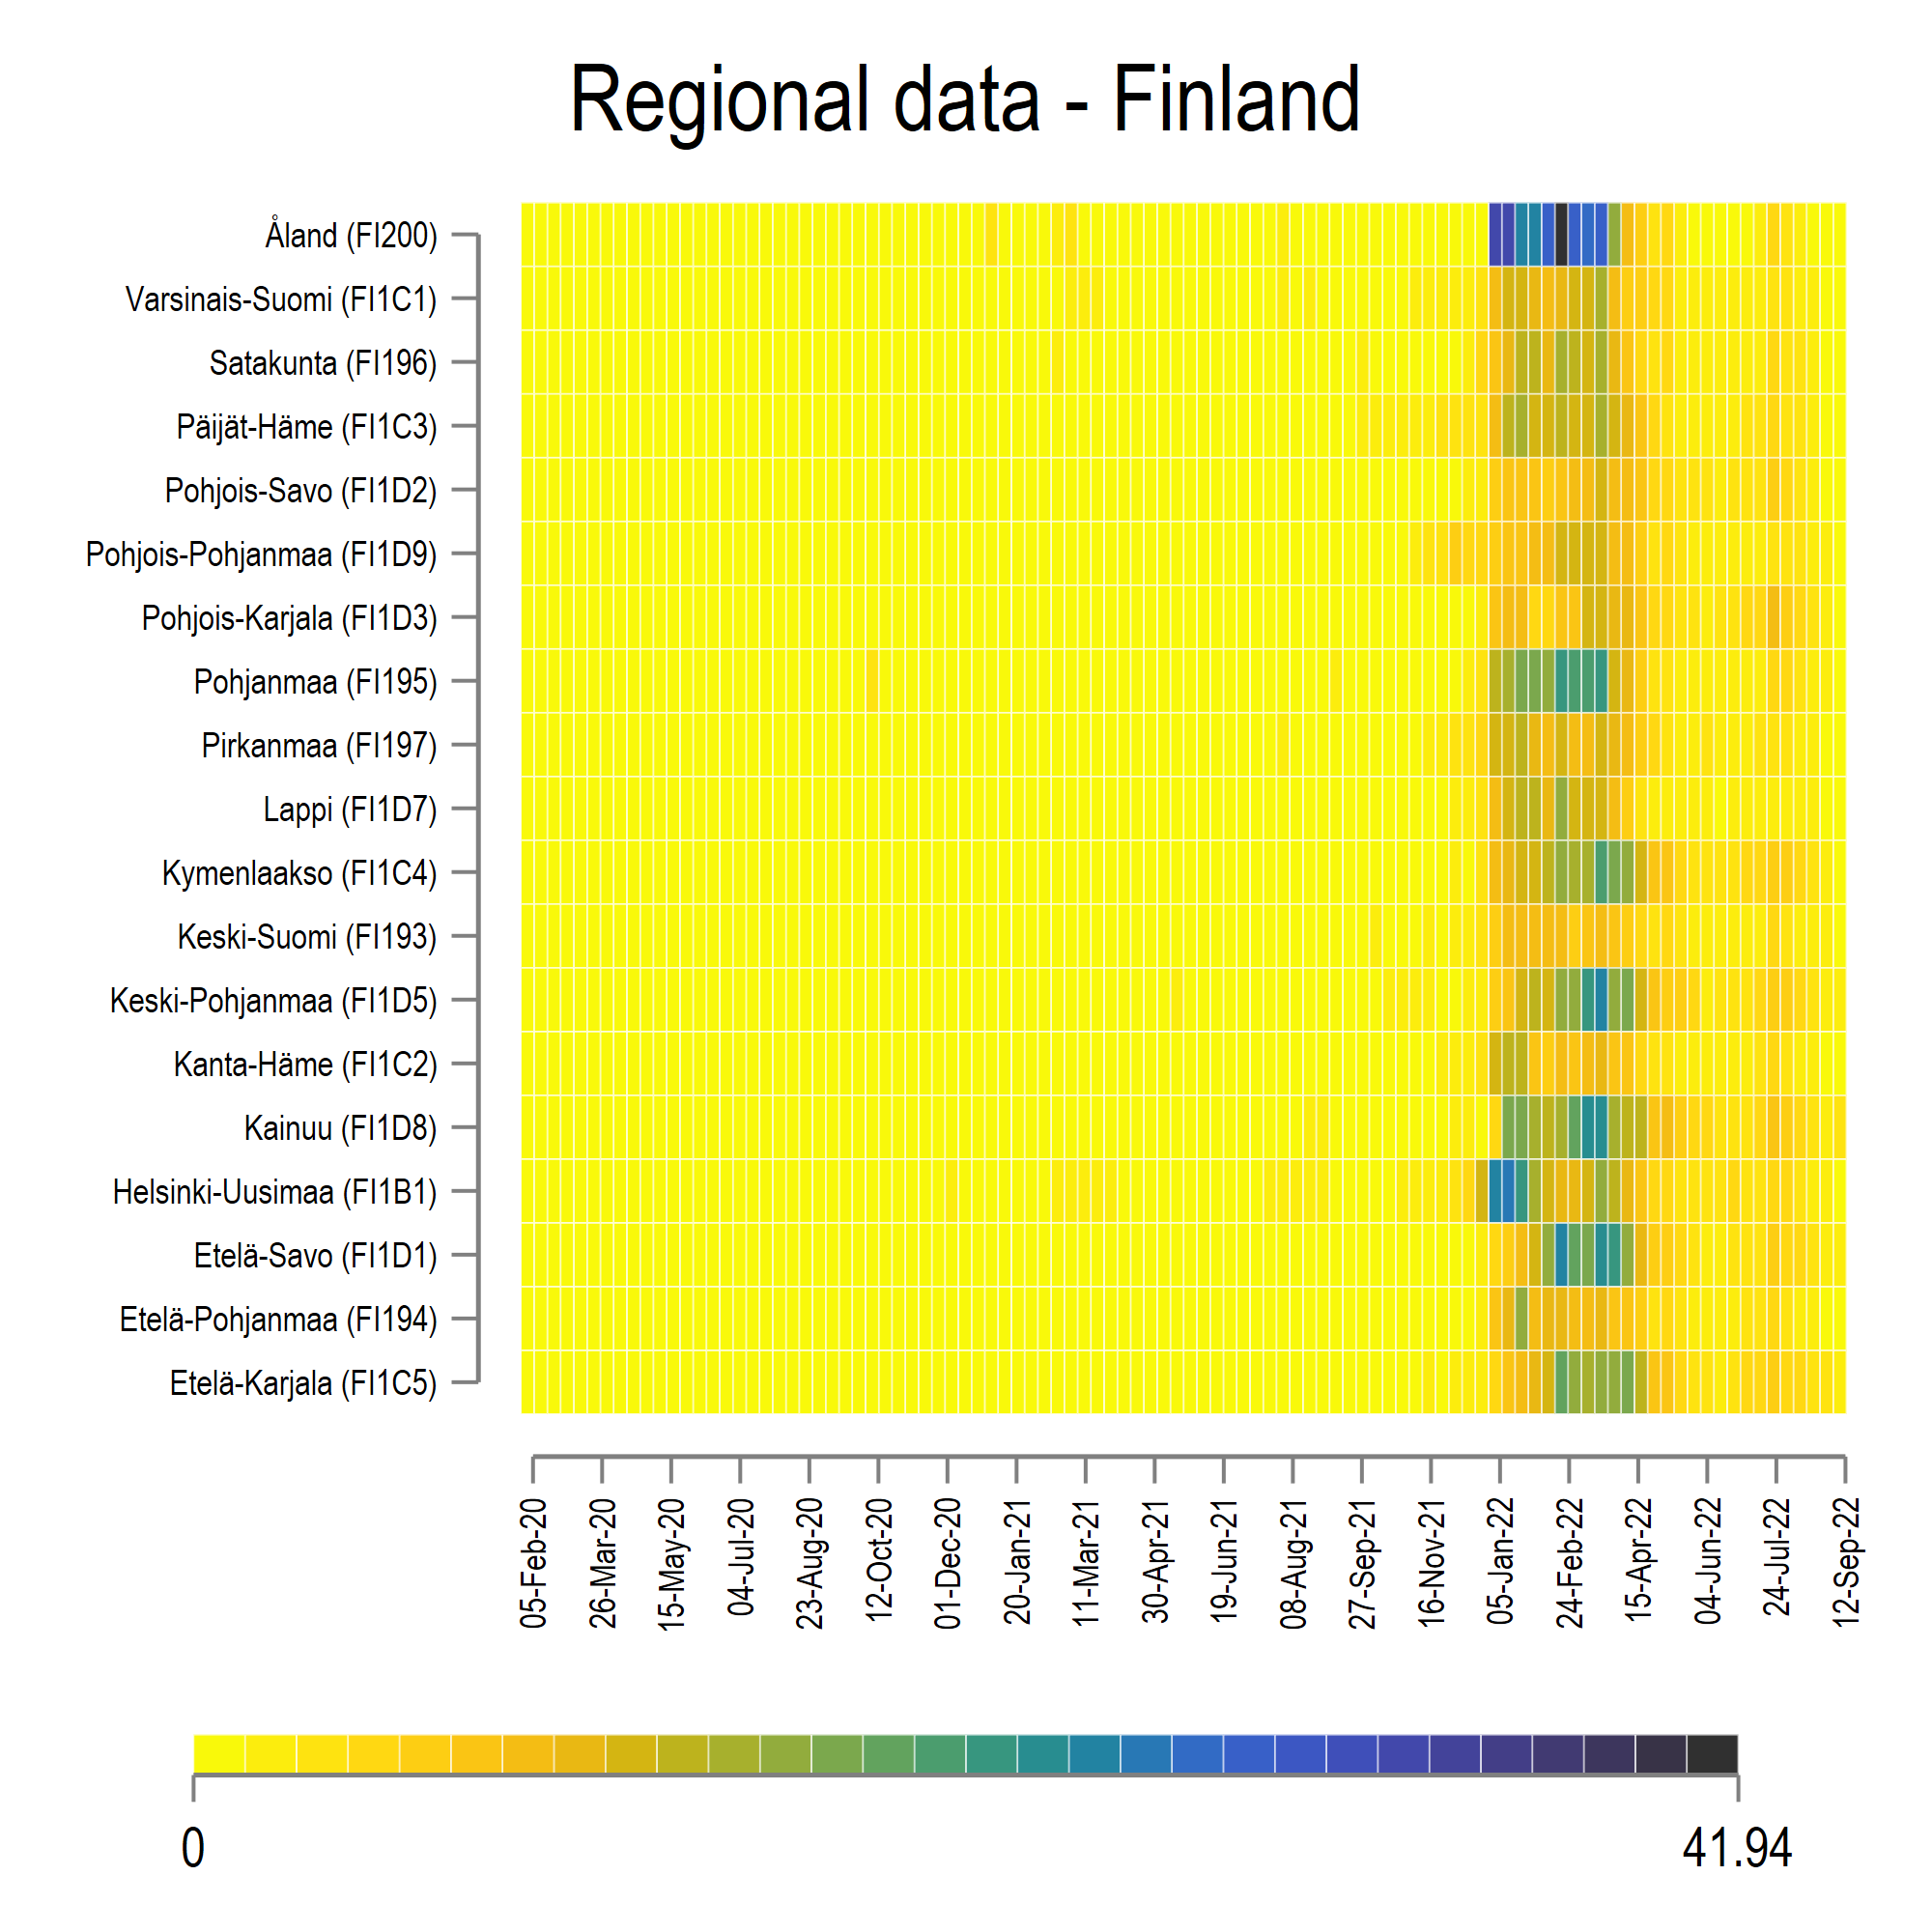 Regional data - Finland
Åland (FI200)
Varsinais-Suomi (FI1C1)
Satakunta (FI196)
Päijät-Häme (FI1C3)
Pohjois-Savo (FI1D2)
Pohjois-Pohjanmaa (FI1D9)
Pohjois-Karjala (FI1D3)
Pohjanmaa (FI195)
Pirkanmaa (FI197)
Lappi (FI1D7)
Kymenlaakso (FI1C4)
Keski-Suomi (FI193)
Keski-Pohjanmaa (FI1D5)
Kanta-Häme (FI1C2)
Kainuu (FI1D8)
Helsinki-Uusimaa (FI1B1)
Etelä-Savo (FI1D1)
Etelä-Pohjanmaa (FI194)
Etelä-Karjala (FI1C5)
05-Feb-20
26-Mar-20
15-May-20
04-Jul-20
23-Aug-20
12-Oct-20
01-Dec-20
20-Jan-21
11-Mar-21
30-Apr-21
19-Jun-21
08-Aug-21
27-Sep-21
16-Nov-21
05-Jan-22
24-Feb-22
15-Apr-22
04-Jun-22
24-Jul-22
12-Sep-22
0
41.94